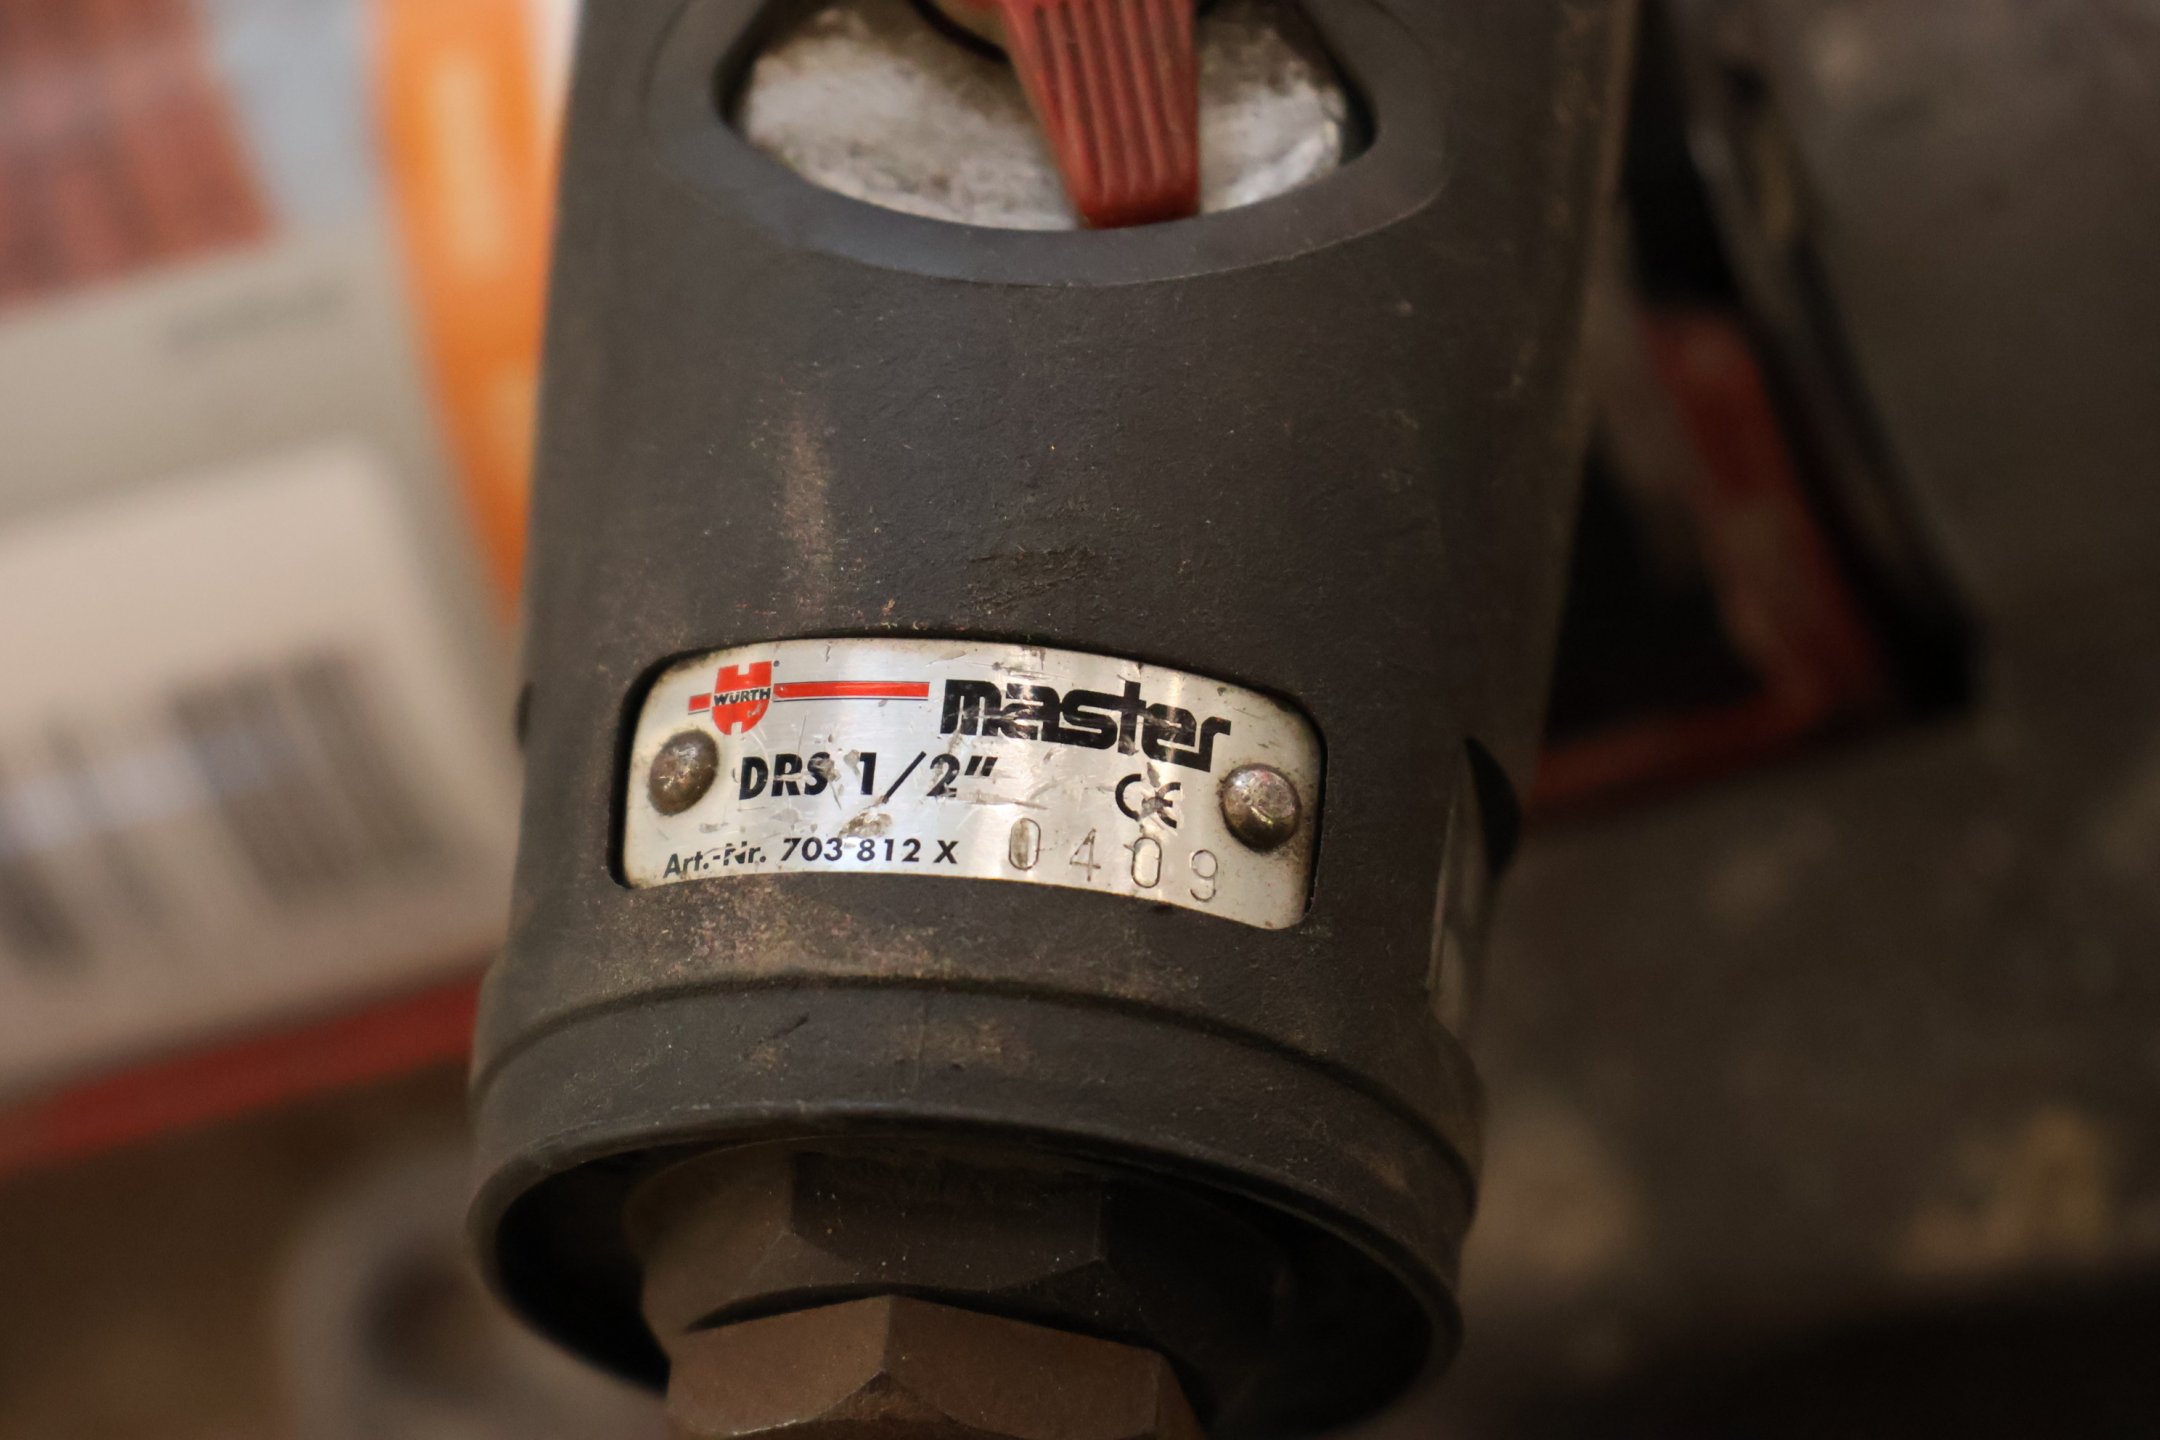 WÜRTH master
DRS 1/2" CE
Art.-Nr. 703 812 X 0409